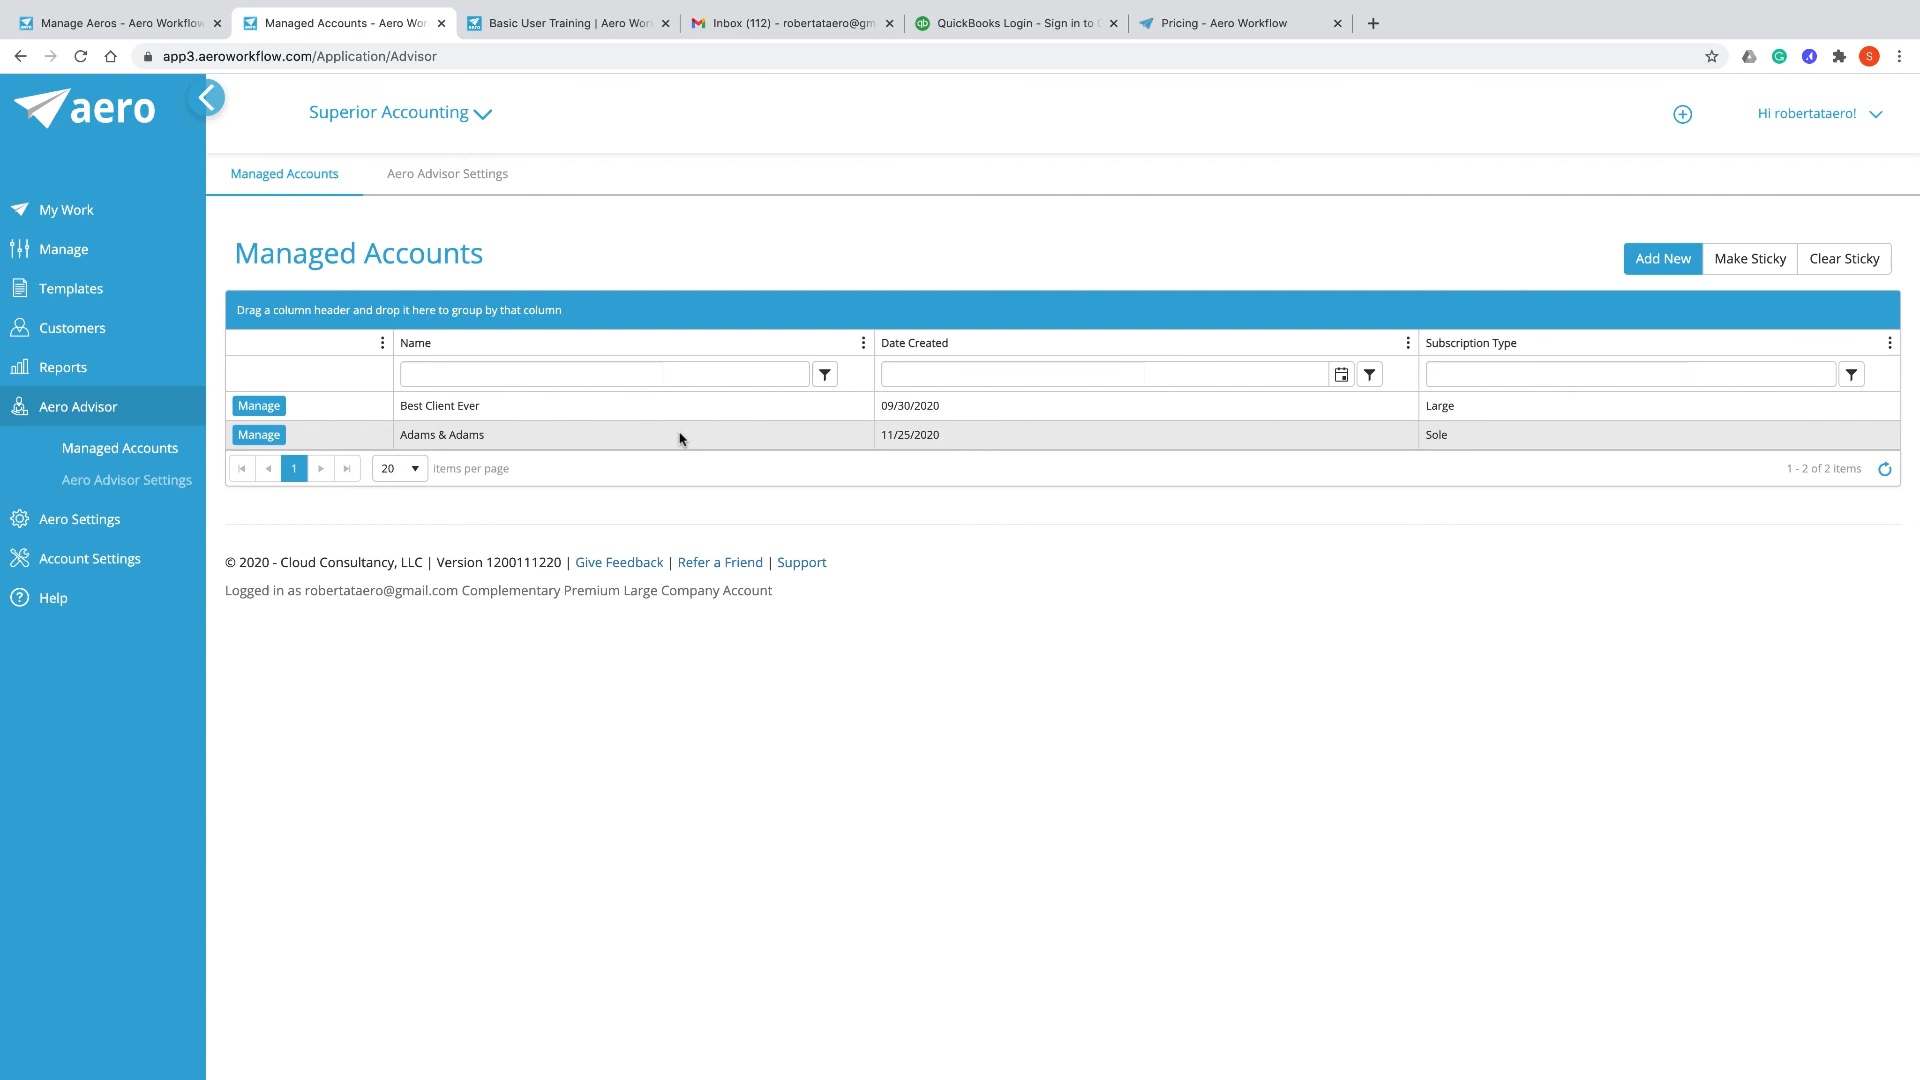 Manage Aeros - Aero Workflow
Managed Accounts - Aero Wor
Basic User Training | Aero Wor
Inbox (112) - robertataero@gm
QuickBooks Login - Sign in to
Pricing - Aero Workflow
app3.aeroworkflow.com/Application/Advisor
S
aero
Superior Accounting
Hi robertataero!
Managed Accounts
Aero Advisor Settings
My Work
Manage
Templates
Customers
Reports
Aero Advisor
Managed Accounts
Aero Advisor Settings
Aero Settings
Account Settings
Help
Managed Accounts
Add New
Make Sticky
Clear Sticky
Drag a column header and drop it here to group by that column
Name
Date Created
Subscription Type
Manage
Best Client Ever
09/30/2020
Large
Manage
Adams & Adams
11/25/2020
Sole
1
20
items per page
1 - 2 of 2 items
© 2020 - Cloud Consultancy, LLC | Version 1200111220 | Give Feedback | Refer a Friend | Support
Logged in as robertataero@gmail.com Complementary Premium Large Company Account